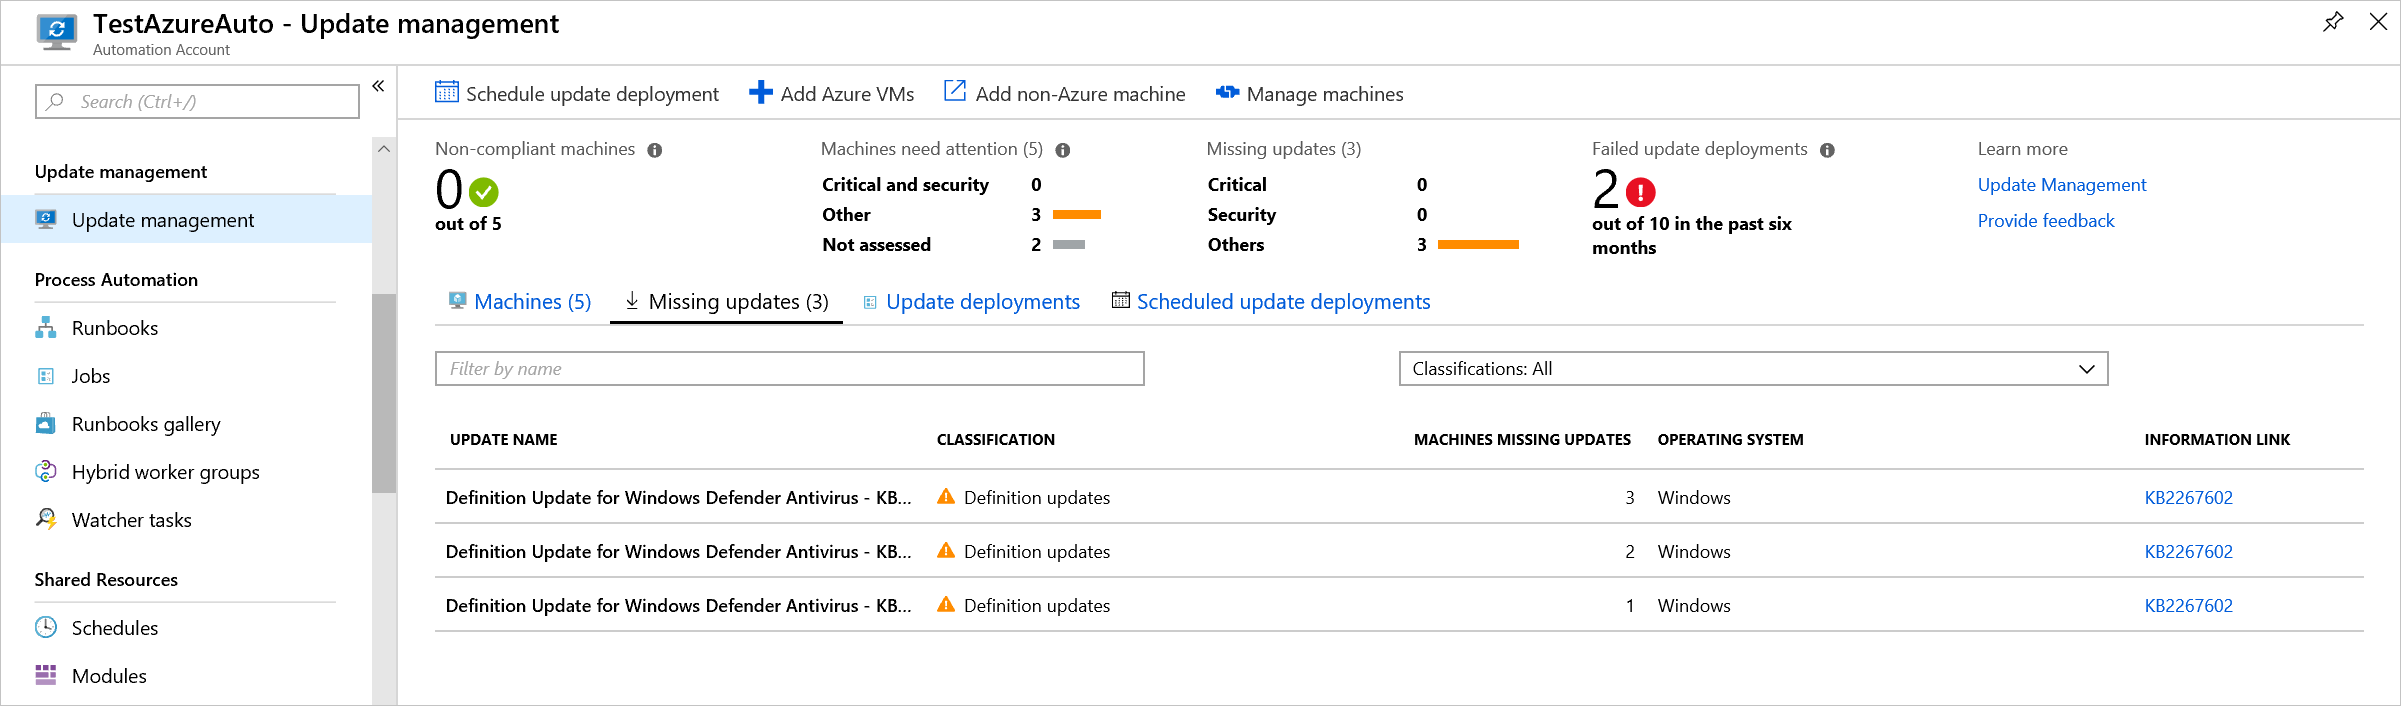 TestAzureAuto - Update management
Automation Account
Search (Ctrl+/)
Update management
Update management
Process Automation
Runbooks
Jobs
Runbooks gallery
Hybrid worker groups
Watcher tasks
Shared Resources
Schedules
Modules
Schedule update deployment Add Azure VMs Add non-Azure machine Manage machines
Non-compliant machines
0
out of 5
Machines need attention (5)
Critical and security 0
Other 3
Not assessed 2
Missing updates (3)
Critical 0
Security 0
Others 3
Failed update deployments
2
out of 10 in the past six
months
Learn more
Update Management
Provide feedback
Machines (5) Missing updates (3) Update deployments Scheduled update deployments
Filter by name Classifications: All
UPDATE NAME CLASSIFICATION MACHINES MISSING UPDATES OPERATING SYSTEM INFORMATION LINK
Definition Update for Windows Defender Antivirus - KB... Definition updates 3 Windows KB2267602
Definition Update for Windows Defender Antivirus - KB... Definition updates 2 Windows KB2267602
Definition Update for Windows Defender Antivirus - KB... Definition updates 1 Windows KB2267602